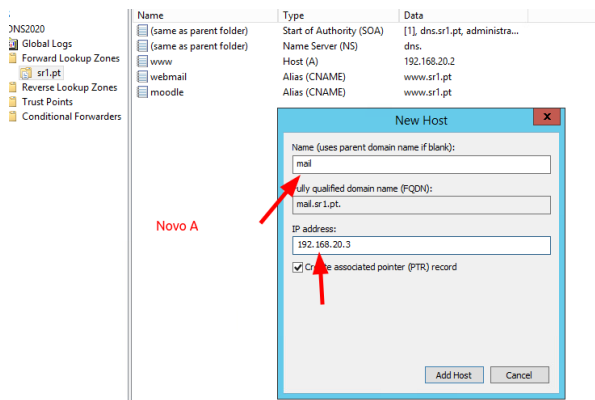 Name Type Data
DNS2020
Global Logs
Forward Lookup Zones
sr1.pt
Reverse Lookup Zones
Trust Points
Conditional Forwarders
(same as parent folder) Start of Authority (SOA) [1], dns.sr1.pt, administra...
(same as parent folder) Name Server (NS) dns.
www Host (A) 192.168.20.2
webmail Alias (CNAME) www.sr1.pt
moodle Alias (CNAME) www.sr1.pt
New Host
x
Name (uses parent domain name if blank):
mail
Fully qualified domain name (FQDN):
mail.sr1.pt.
IP address:
192.168.20.3
Create associated pointer (PTR) record
Add Host Cancel
Novo A